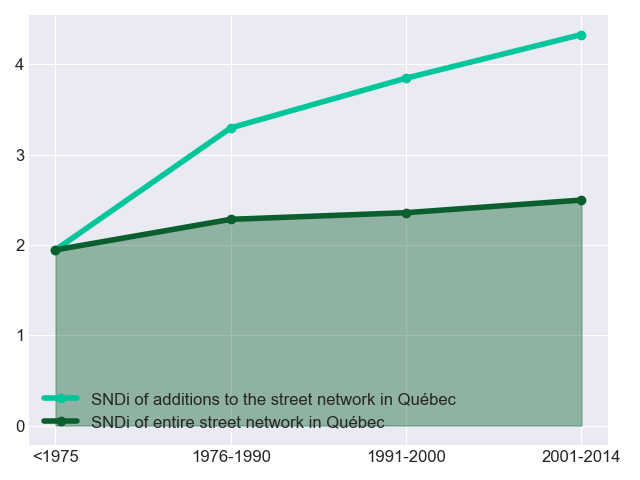 4
3
2
1
SNDi of additions to the street network in Québec
SNDi of entire street network in Québec
0
<1975 1976-1990 1991-2000 2001-2014